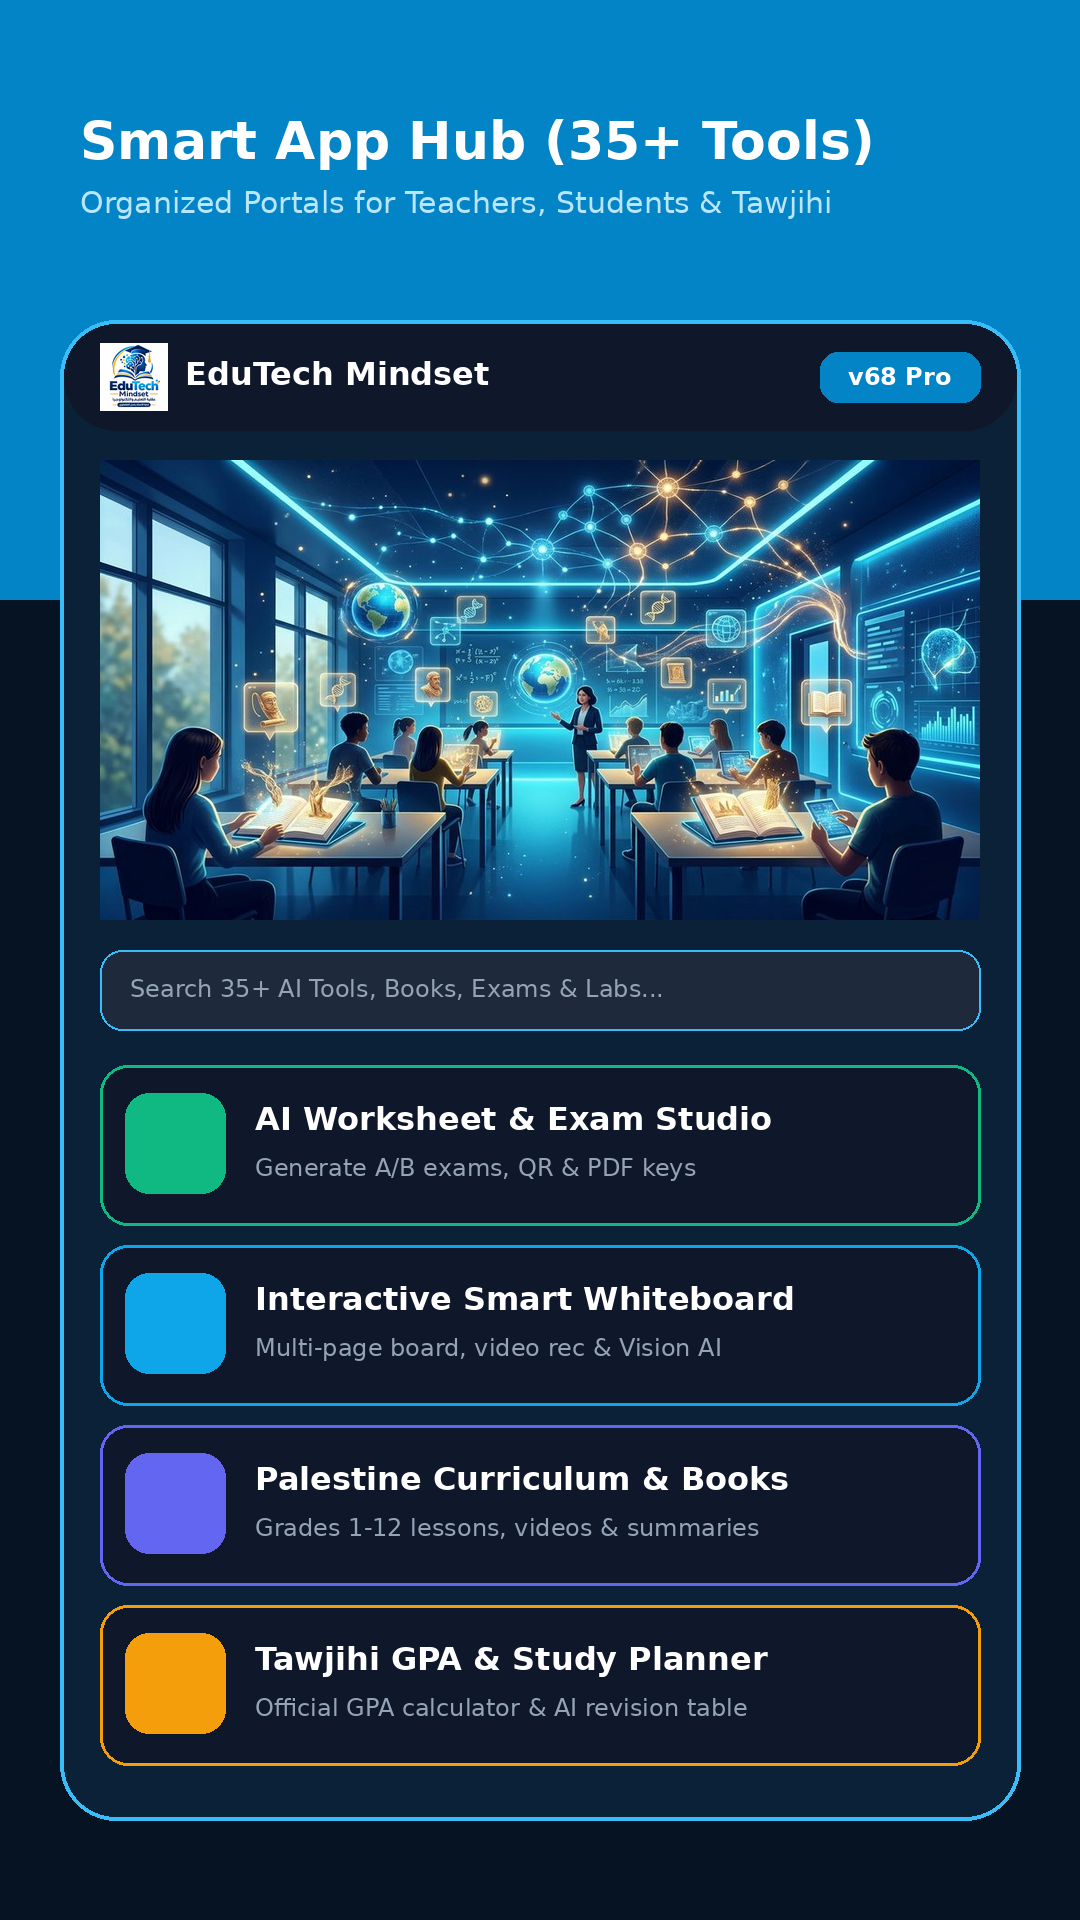 Smart App Hub (35+ Tools)
Organized Portals for Teachers, Students & Tawjihi
EduTech
Mindset
EduTech Mindset
v68 Pro
Search 35+ AI Tools, Books, Exams & Labs...
AI Worksheet & Exam Studio
Generate A/B exams, QR & PDF keys
Interactive Smart Whiteboard
Multi-page board, video rec & Vision AI
Palestine Curriculum & Books
Grades 1-12 lessons, videos & summaries
Tawjihi GPA & Study Planner
Official GPA calculator & AI revision table